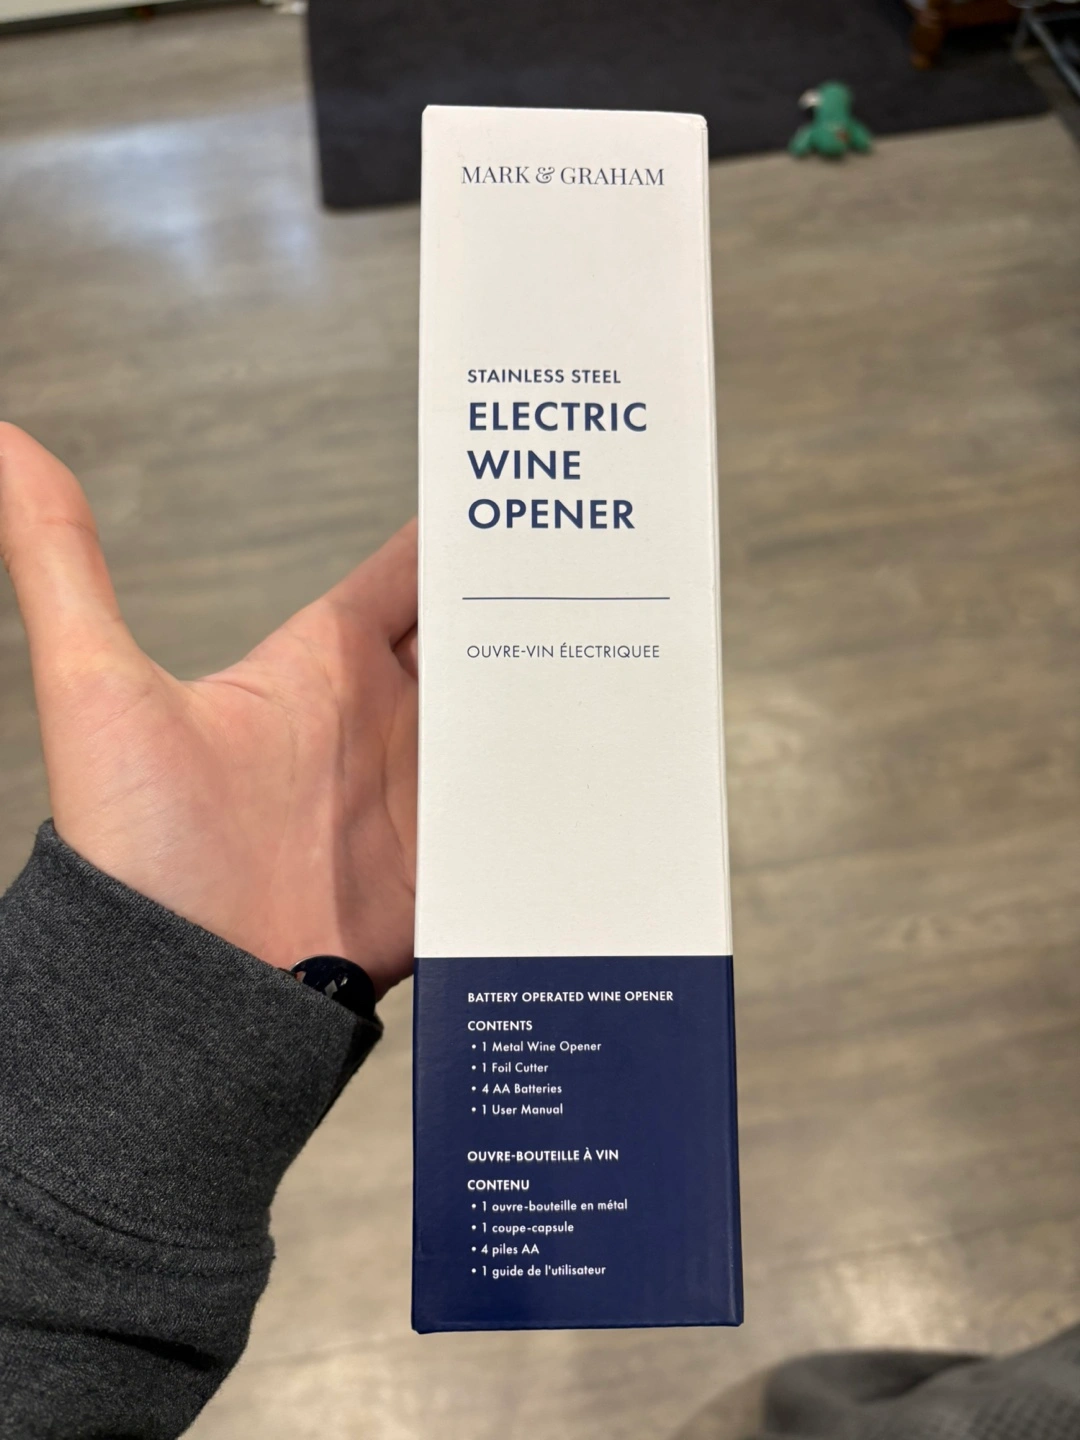 MARK & GRAHAM
STAINLESS STEEL
ELECTRIC
WINE
OPENER
OUVRE-VIN ÉLECTRIQUEE
BATTERY OPERATED WINE OPENER
CONTENTS
• 1 Metal Wine Opener
• 1 Foil Cutter
• 4 AA Batteries
• 1 User Manual
OUVRE-BOUTEILLE À VIN
CONTENU
• 1 ouvre-bouteille en métal
• 1 coupe-capsule
• 4 piles AA
• 1 guide de l'utilisateur